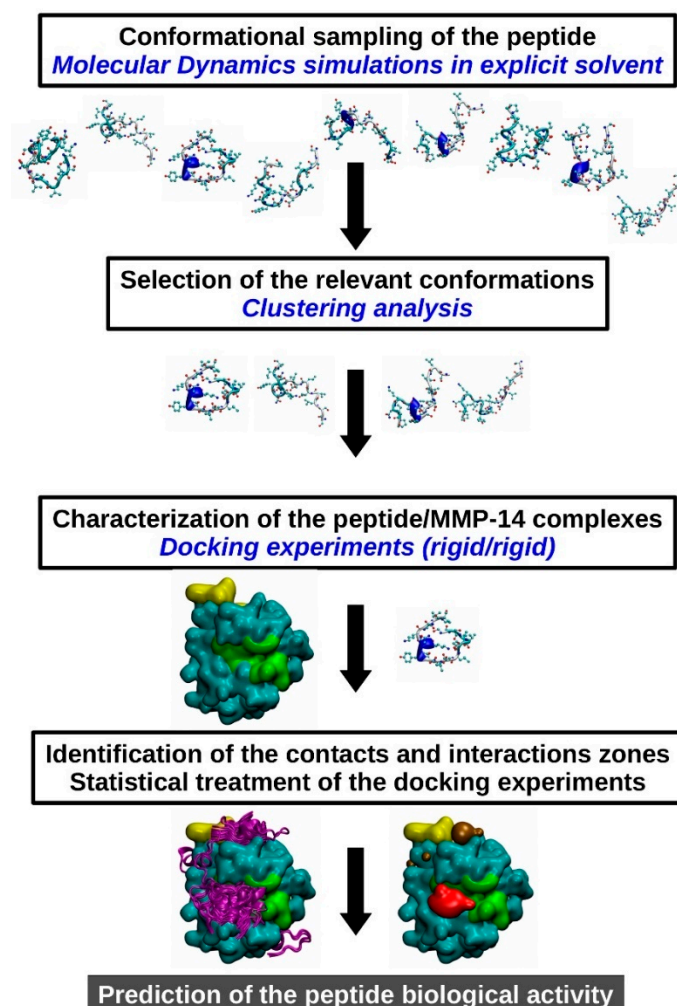 Conformational sampling of the peptide
Molecular Dynamics simulations in explicit solvent
Selection of the relevant conformations
Clustering analysis
Characterization of the peptide/MMP-14 complexes
Docking experiments (rigid/rigid)
Identification of the contacts and interactions zones
Statistical treatment of the docking experiments
Prediction of the peptide biological activity